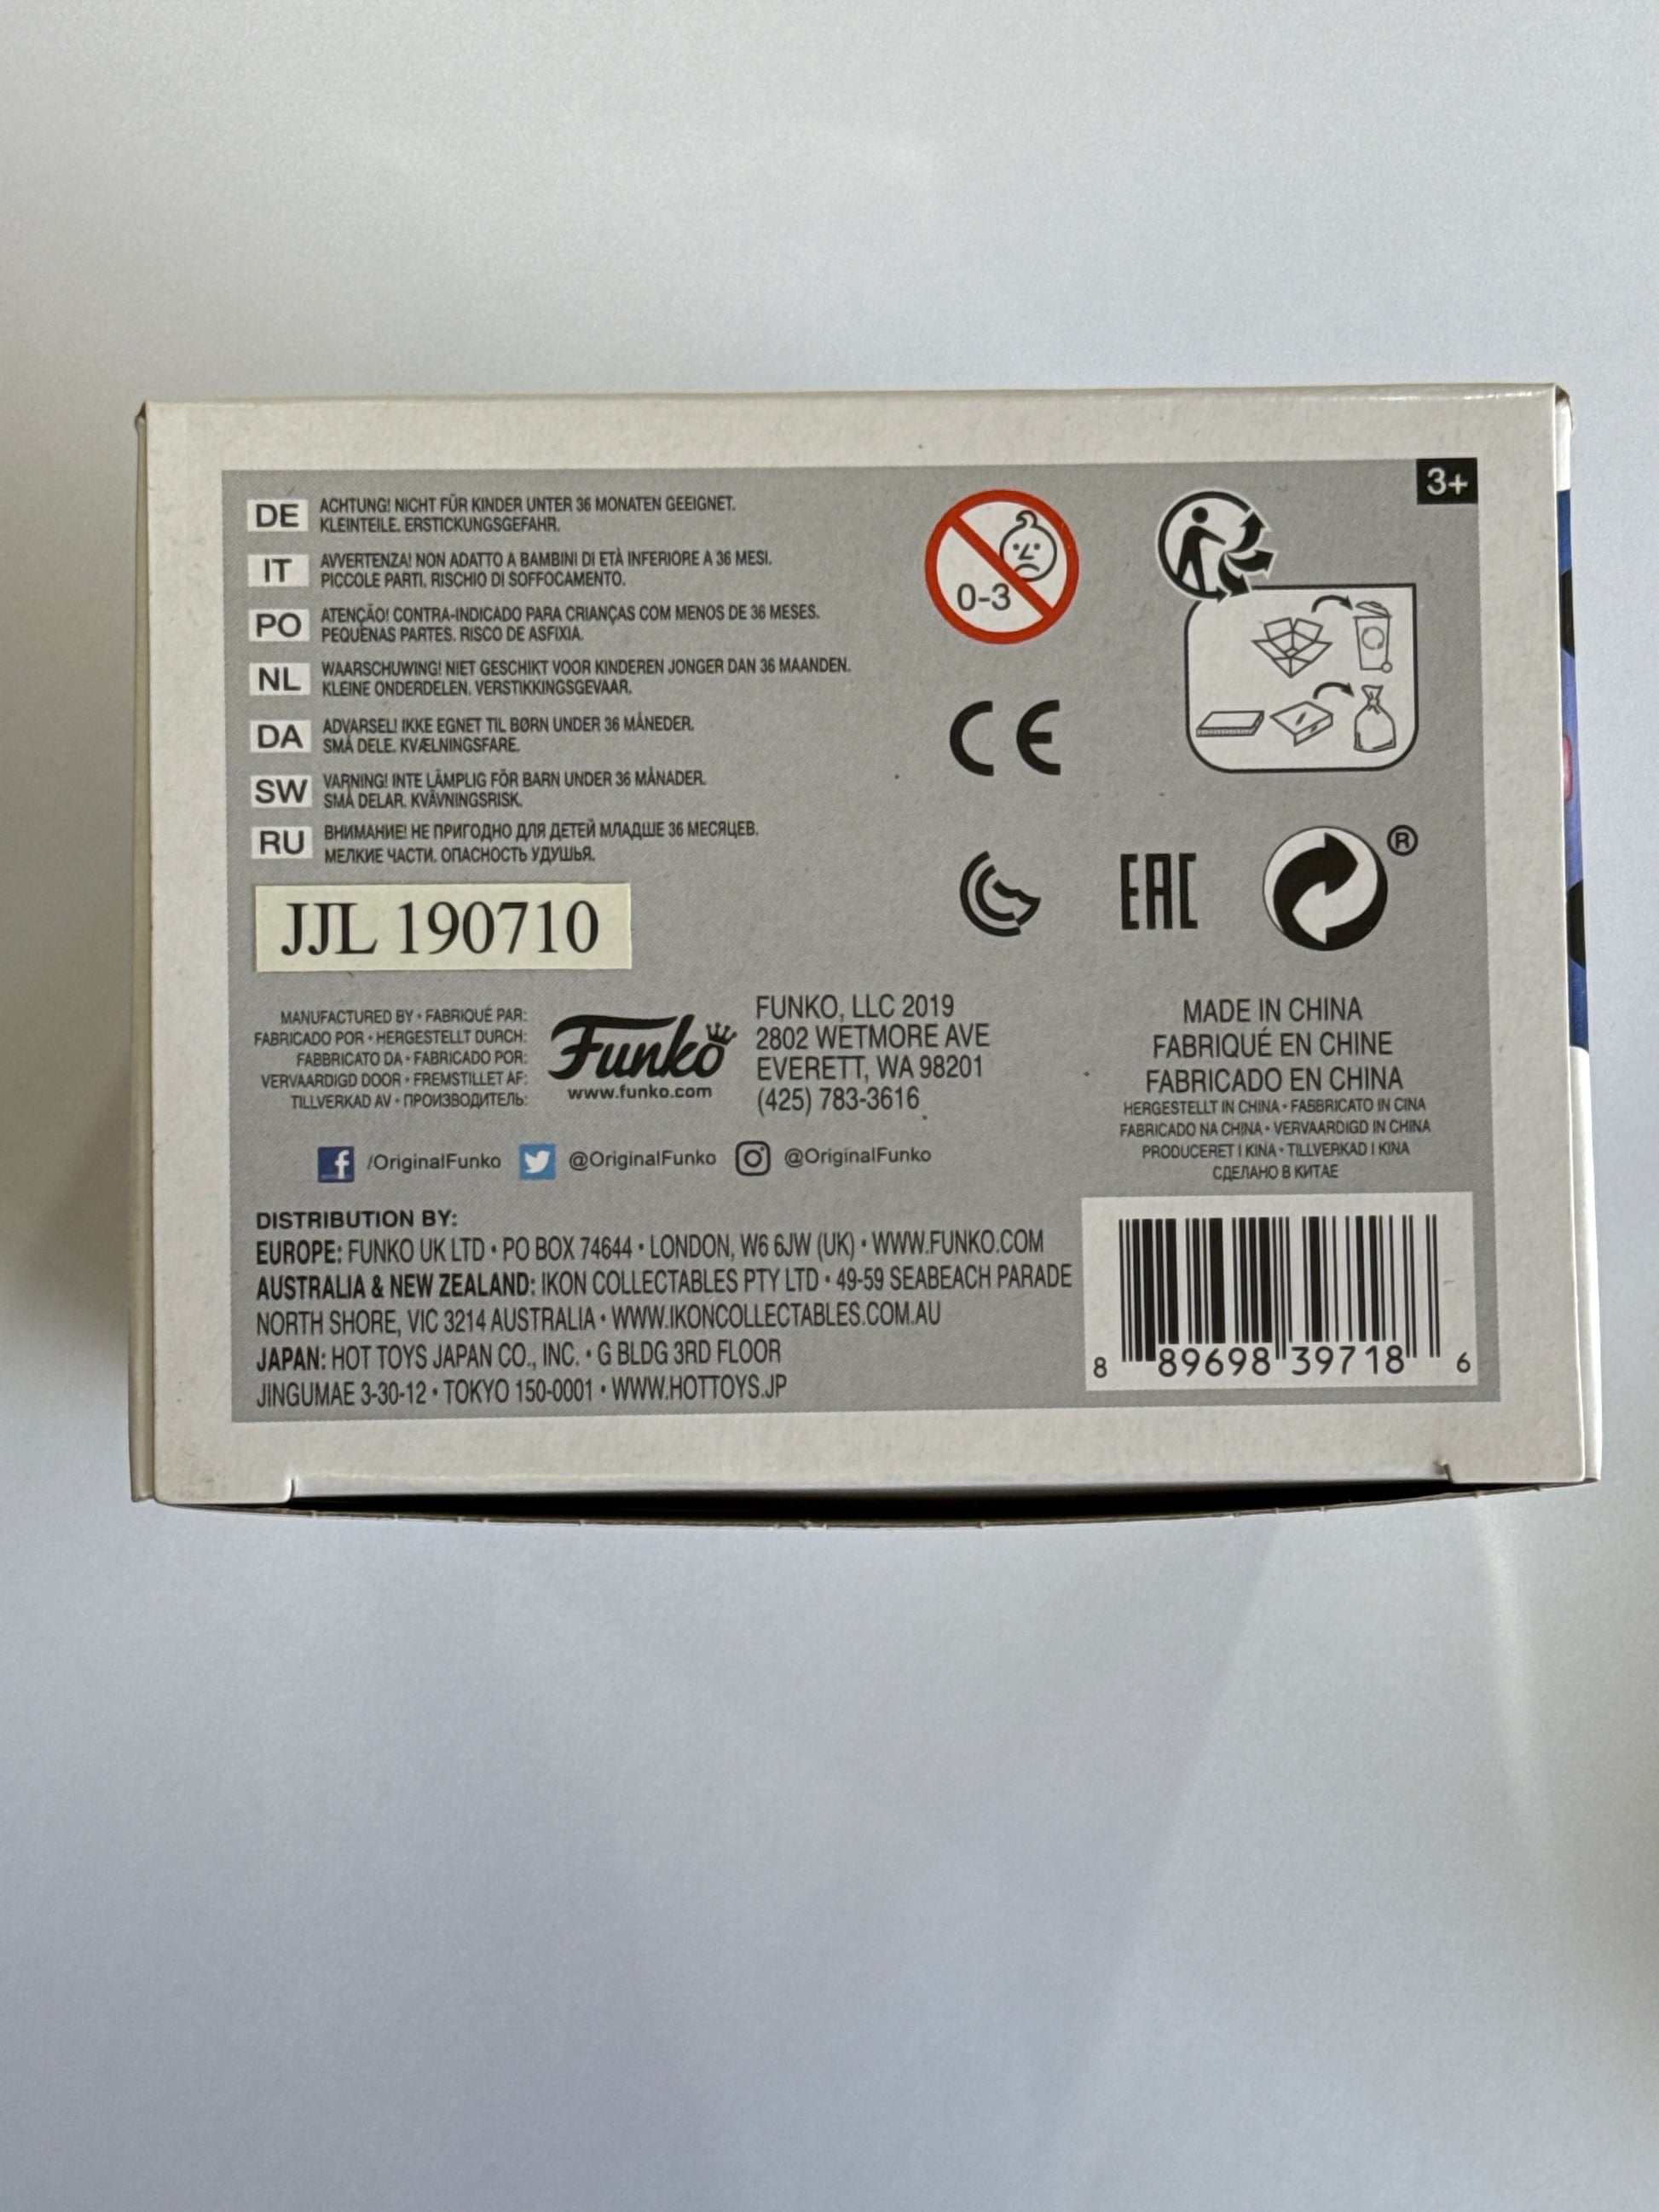 3+
DE ACHTUNG! NICHT FÜR KINDER UNTER 36 MONATEN GEEIGNET.
KLEINTEILE. ERSTICKUNGSGEFAHR.
IT AVVERTENZA! NON ADATTO A BAMBINI DI ETÀ INFERIORE A 36 MESI.
PICCOLE PARTI. RISCHIO DI SOFFOCAMENTO.
PO ATENÇÃO! CONTRA-INDICADO PARA CRIANÇAS COM MENOS DE 36 MESES.
PEQUENAS PARTES. RISCO DE ASFIXIA.
NL WAARSCHUWING! NIET GESCHIKT VOOR KINDEREN JONGER DAN 36 MAANDEN.
KLEINE ONDERDELEN. VERSTIKKINGSGEVAAR.
DA ADVARSEL! IKKE EGNET TIL BØRN UNDER 36 MÅNEDER.
SMÅ DELE. KVÆLNINGSFARE.
SW VARNING! INTE LÄMPLIG FÖR BARN UNDER 36 MÅNADER.
SMÅ DELAR. KVÄVNINGSRISK.
RU ВНИМАНИЕ! НЕ ПРИГОДНО ДЛЯ ДЕТЕЙ МЛАДШЕ 36 МЕСЯЦЕВ.
МЕЛКИЕ ЧАСТИ. ОПАСНОСТЬ УДУШЬЯ.
0-3
CE
EAC
®
JJL 190710
MANUFACTURED BY • FABRIQUÉ PAR:
FABRICADO POR • HERGESTELLT DURCH:
FABBRICATO DA • FABRICADO POR:
VERVAARDIGD DOOR • FREMSTILLET AF:
TILLVERKAD AV • ПРОИЗВОДИТЕЛЬ:
Funko
www.funko.com
FUNKO, LLC 2019
2802 WETMORE AVE
EVERETT, WA 98201
(425) 783-3616
MADE IN CHINA
FABRIQUÉ EN CHINE
FABRICADO EN CHINA
HERGESTELLT IN CHINA • FABBRICATO IN CINA
FABRICADO NA CHINA • VERVAARDIGD IN CHINA
PRODUCERET I KINA • TILLVERKAD I KINA
СДЕЛАНО В КИТАЕ
/OriginalFunko @OriginalFunko @OriginalFunko
DISTRIBUTION BY:
EUROPE: FUNKO UK LTD • PO BOX 74644 • LONDON, W6 6JW (UK) • WWW.FUNKO.COM
AUSTRALIA & NEW ZEALAND: IKON COLLECTABLES PTY LTD • 49-59 SEABEACH PARADE
NORTH SHORE, VIC 3214 AUSTRALIA • WWW.IKONCOLLECTABLES.COM.AU
JAPAN: HOT TOYS JAPAN CO., INC. • G BLDG 3RD FLOOR
JINGUMAE 3-30-12 • TOKYO 150-0001 • WWW.HOTTOYS.JP
8 89698 39718 6